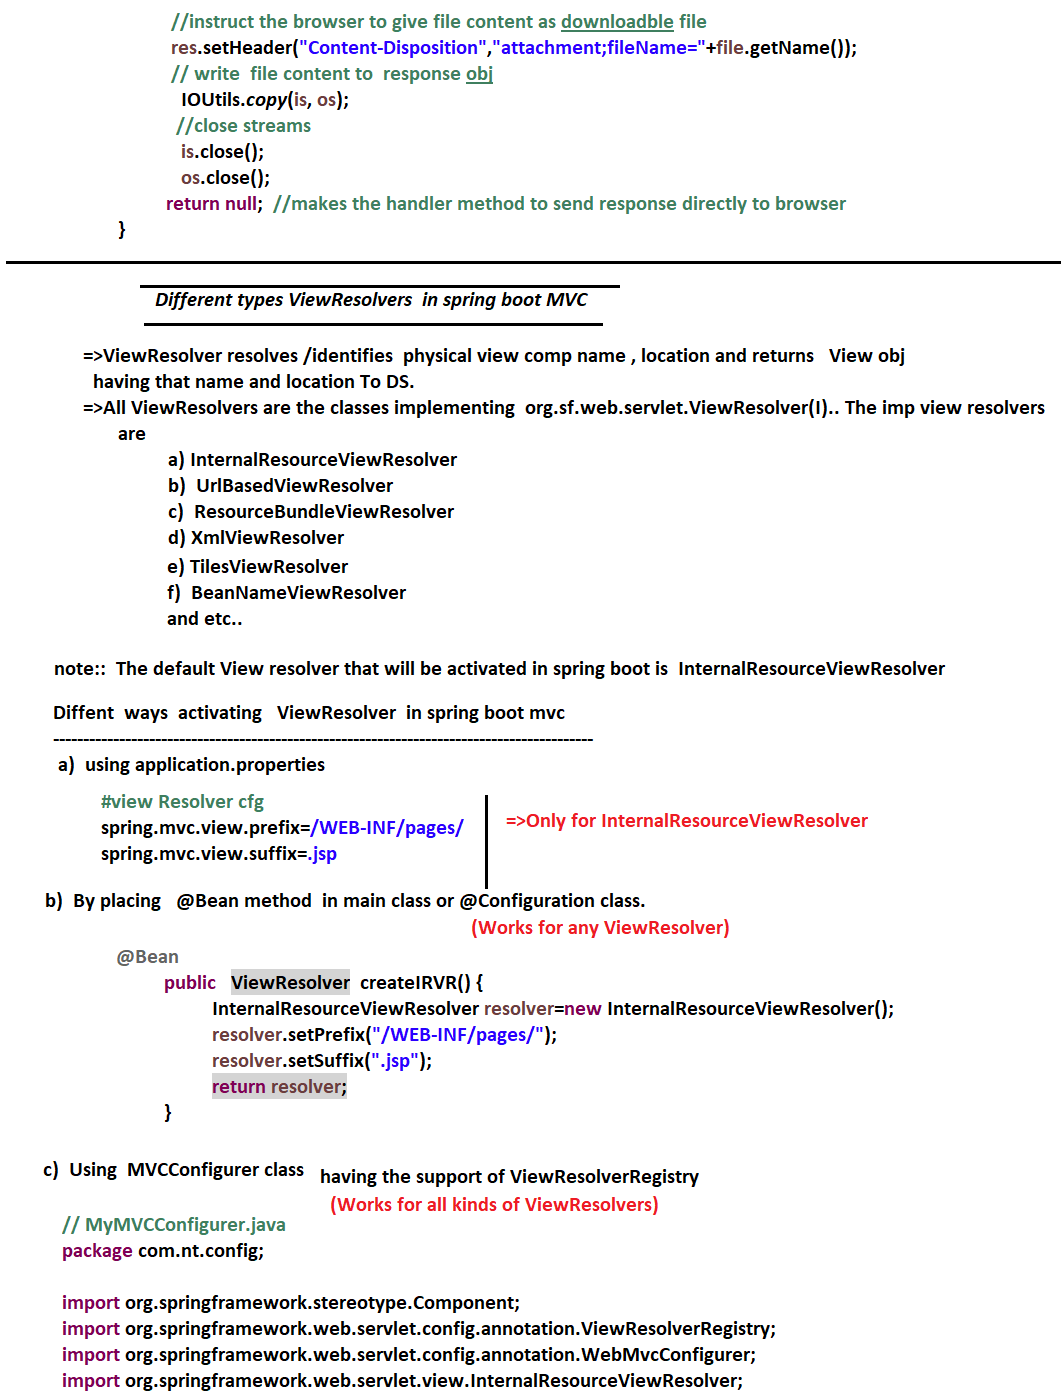 //instruct the browser to give file content as downloadble file
res.setHeader("Content-Disposition","attachment;fileName="+file.getName());
// write  file content to  response obj
IOUtils.copy(is, os);
//close streams
is.close();
os.close();
return null;  //makes the handler method to send response directly to browser
}
Different types ViewResolvers  in spring boot MVC
=>ViewResolver resolves /identifies  physical view comp name , location and returns   View obj
having that name and location To DS.
=>All ViewResolvers are the classes implementing  org.sf.web.servlet.ViewResolver(I).. The imp view resolvers
are
a) InternalResourceViewResolver
b)  UrlBasedViewResolver
c)  ResourceBundleViewResolver
d) XmlViewResolver
e) TilesViewResolver
f)  BeanNameViewResolver
and etc..
note::  The default View resolver that will be activated in spring boot is  InternalResourceViewResolver
Diffent  ways  activating   ViewResolver  in spring boot mvc
------------------------------------------------------------------------------------------
a)  using application.properties
#view Resolver cfg
spring.mvc.view.prefix=/WEB-INF/pages/
=>Only for InternalResourceViewResolver
spring.mvc.view.suffix=.jsp
b)  By placing   @Bean method  in main class or @Configuration class.
(Works for any ViewResolver)
@Bean
public   ViewResolver  createIRVR() {
InternalResourceViewResolver resolver=new InternalResourceViewResolver();
resolver.setPrefix("/WEB-INF/pages/");
resolver.setSuffix(".jsp");
return resolver;
}
c)  Using  MVCConfigurer class   having the support of ViewResolverRegistry
(Works for all kinds of ViewResolvers)
// MyMVCConfigurer.java
package com.nt.config;
import org.springframework.stereotype.Component;
import org.springframework.web.servlet.config.annotation.ViewResolverRegistry;
import org.springframework.web.servlet.config.annotation.WebMvcConfigurer;
import org.springframework.web.servlet.view.InternalResourceViewResolver;